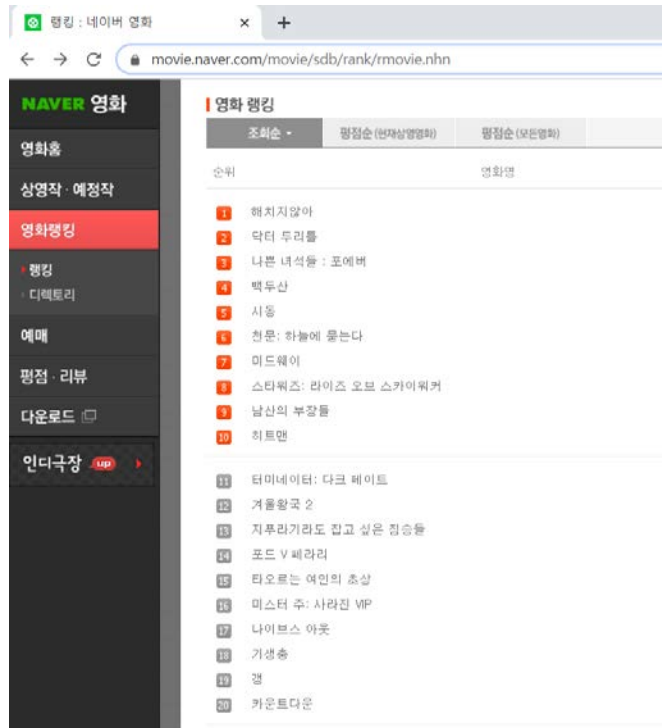 랭킹 : 네이버 영화
movie.naver.com/movie/sdb/rank/rmovie.nhn
NAVER 영화
영화홈
상영작 · 예정작
영화랭킹
랭킹
디렉토리
예매
평점 · 리뷰
다운로드
인디극장 up
영화 랭킹
조회순 평점순 (현재상영영화) 평점순 (모든영화)
순위 영화명
1 해치지않아
2 닥터 두리틀
3 나쁜 녀석들 : 포에버
4 백두산
5 시동
6 천문: 하늘에 묻는다
7 미드웨이
8 스타워즈: 라이즈 오브 스카이워커
9 남산의 부장들
10 히트맨
11 터미네이터: 다크 페이트
12 겨울왕국 2
13 지푸라기라도 잡고 싶은 짐승들
14 포드 V 페라리
15 타오르는 여인의 초상
16 미스터 주: 사라진 VIP
17 나이브스 아웃
18 기생충
19 갱
20 카운트다운